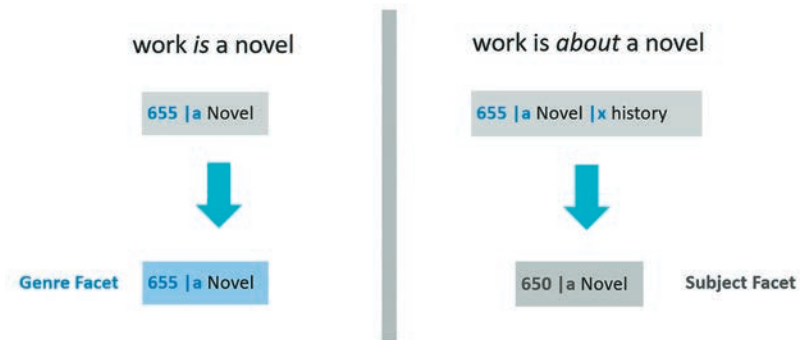 work is a novel
655 |a Novel
Genre Facet 655 |a Novel
work is about a novel
655 |a Novel |x history
650 |a Novel Subject Facet